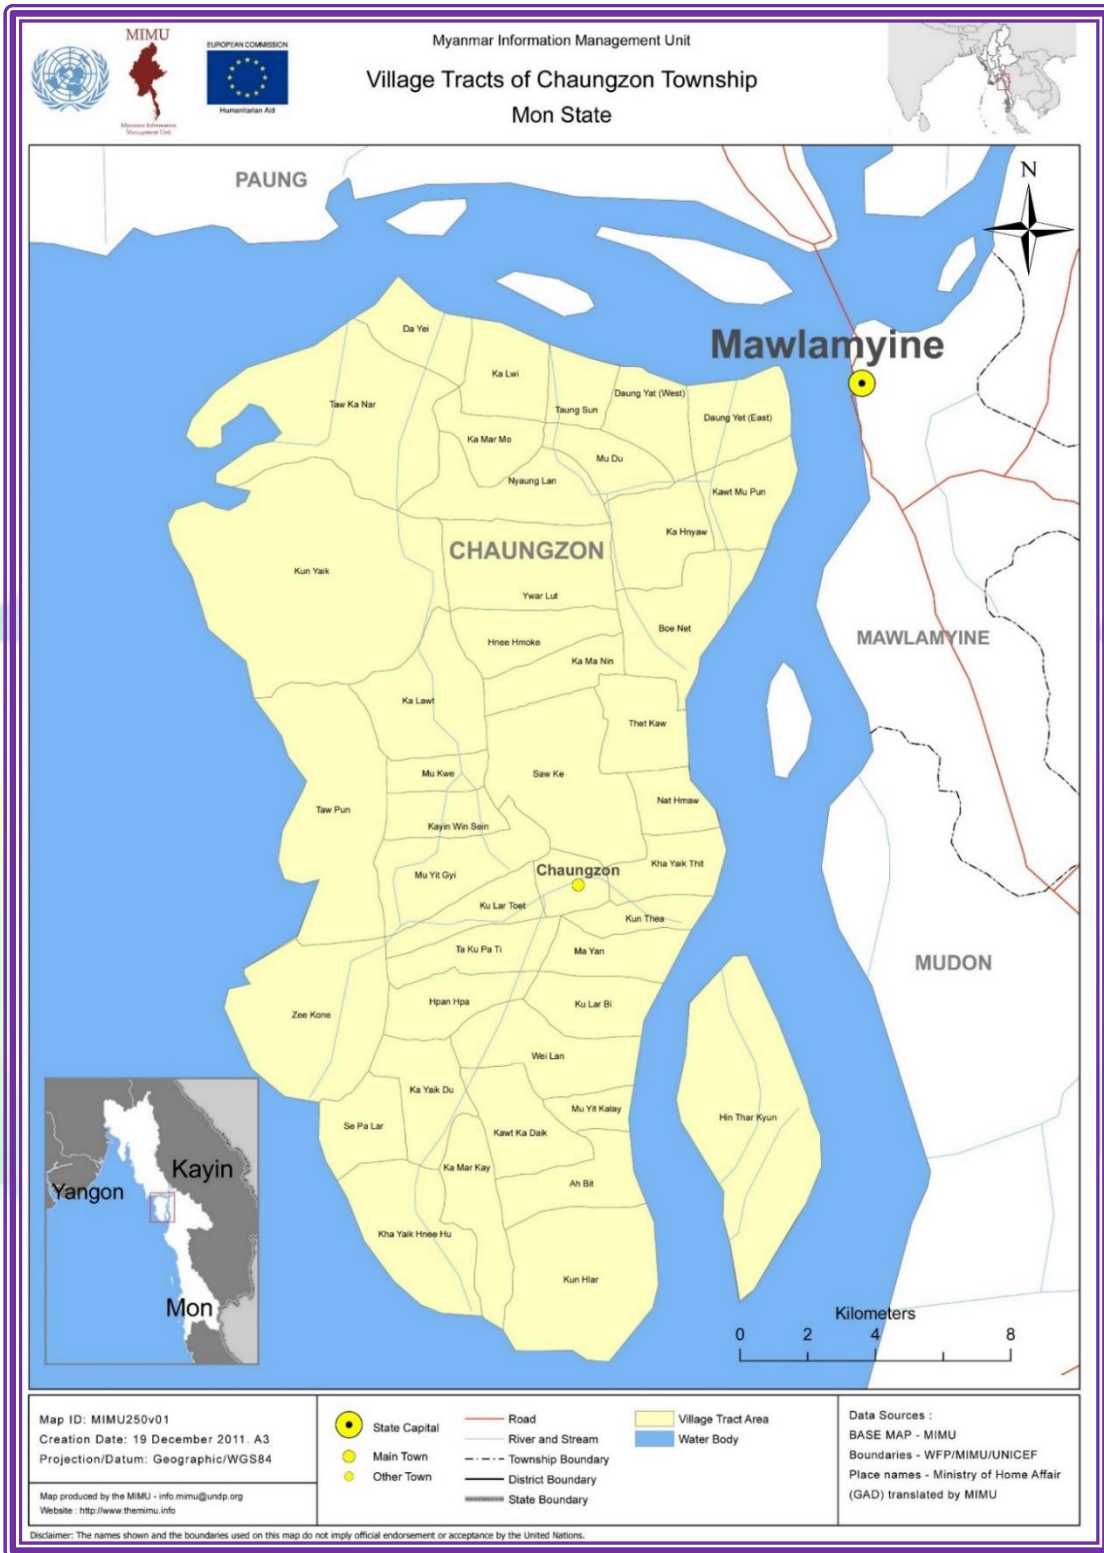 MIMU
Myanmar Information
Management Unit
EUROPEAN COMMISSION
Humanitarian Aid
Myanmar Information Management Unit
Village Tracts of Chaungzon Township
Mon State
PAUNG
N
Mawlamyine
Da Yei
Ka Lwi
Taw Ka Nar
Taung Sun
Daung Yat (West)
Daung Yet (East)
Ka Mar Mo
Mu Du
Nyaung Lan
Kawt Mu Pun
Ka Hnyaw
CHAUNGZON
Kun Yaik
Ywar Lut
Boe Net
MAWLAMYINE
Hnee Hmoke
Ka Ma Nin
Ka Lawt
Thet Kaw
Mu Kwe
Saw Ke
Taw Pun
Nat Hmaw
Kayin Win Sein
Mu Yit Gyi
Chaungzon
Kha Yaik Thit
Ku Lar Toet
Kun Thea
Ta Ku Pa Ti
Ma Yan
MUDON
Hpan Hpa
Ku Lar Bi
Zee Kone
Wei Lan
Ka Yaik Du
Mu Yit Kalay
Hin Thar Kyun
Se Pa Lar
Kawt Ka Daik
Ka Mar Kay
Ah Bit
Kha Yaik Hnee Hu
Kun Hlar
Kayin
Yangon
Mon
Kilometers
0 2 4 8
Map ID: MIMU250v01
Creation Date: 19 December 2011. A3
Projection/Datum: Geographic/WGS84
Map produced by the MIMU - info.mimu@undp.org
Website : http://www.themimu.info
State Capital
Main Town
Other Town
Road
River and Stream
Township Boundary
District Boundary
State Boundary
Village Tract Area
Water Body
Data Sources :
BASE MAP - MIMU
Boundaries - WFP/MIMU/UNICEF
Place names - Ministry of Home Affair
(GAD) translated by MIMU
Disclaimer: The names shown and the boundaries used on this map do not imply official endorsement or acceptance by the United Nations.